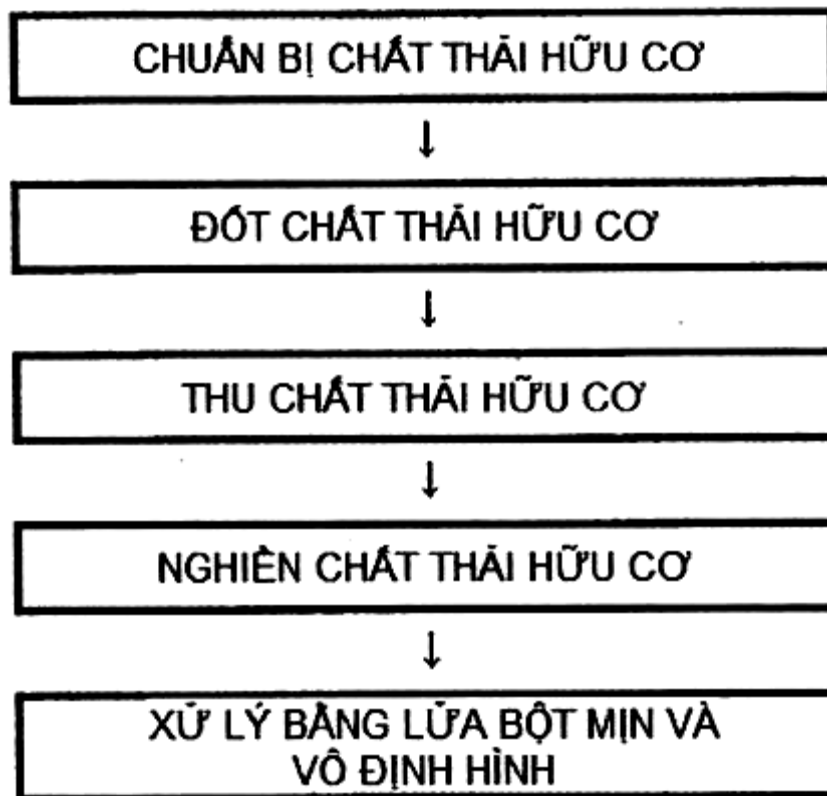 CHUẨN BỊ CHẤT THẢI HỮU CƠ
↓
ĐỐT CHẤT THẢI HỮU CƠ
↓
THU CHẤT THẢI HỮU CƠ
↓
NGHIỀN CHẤT THẢI HỮU CƠ
↓
XỬ LÝ BẰNG LỬA BỘT MỊN VÀ
VÔ ĐỊNH HÌNH